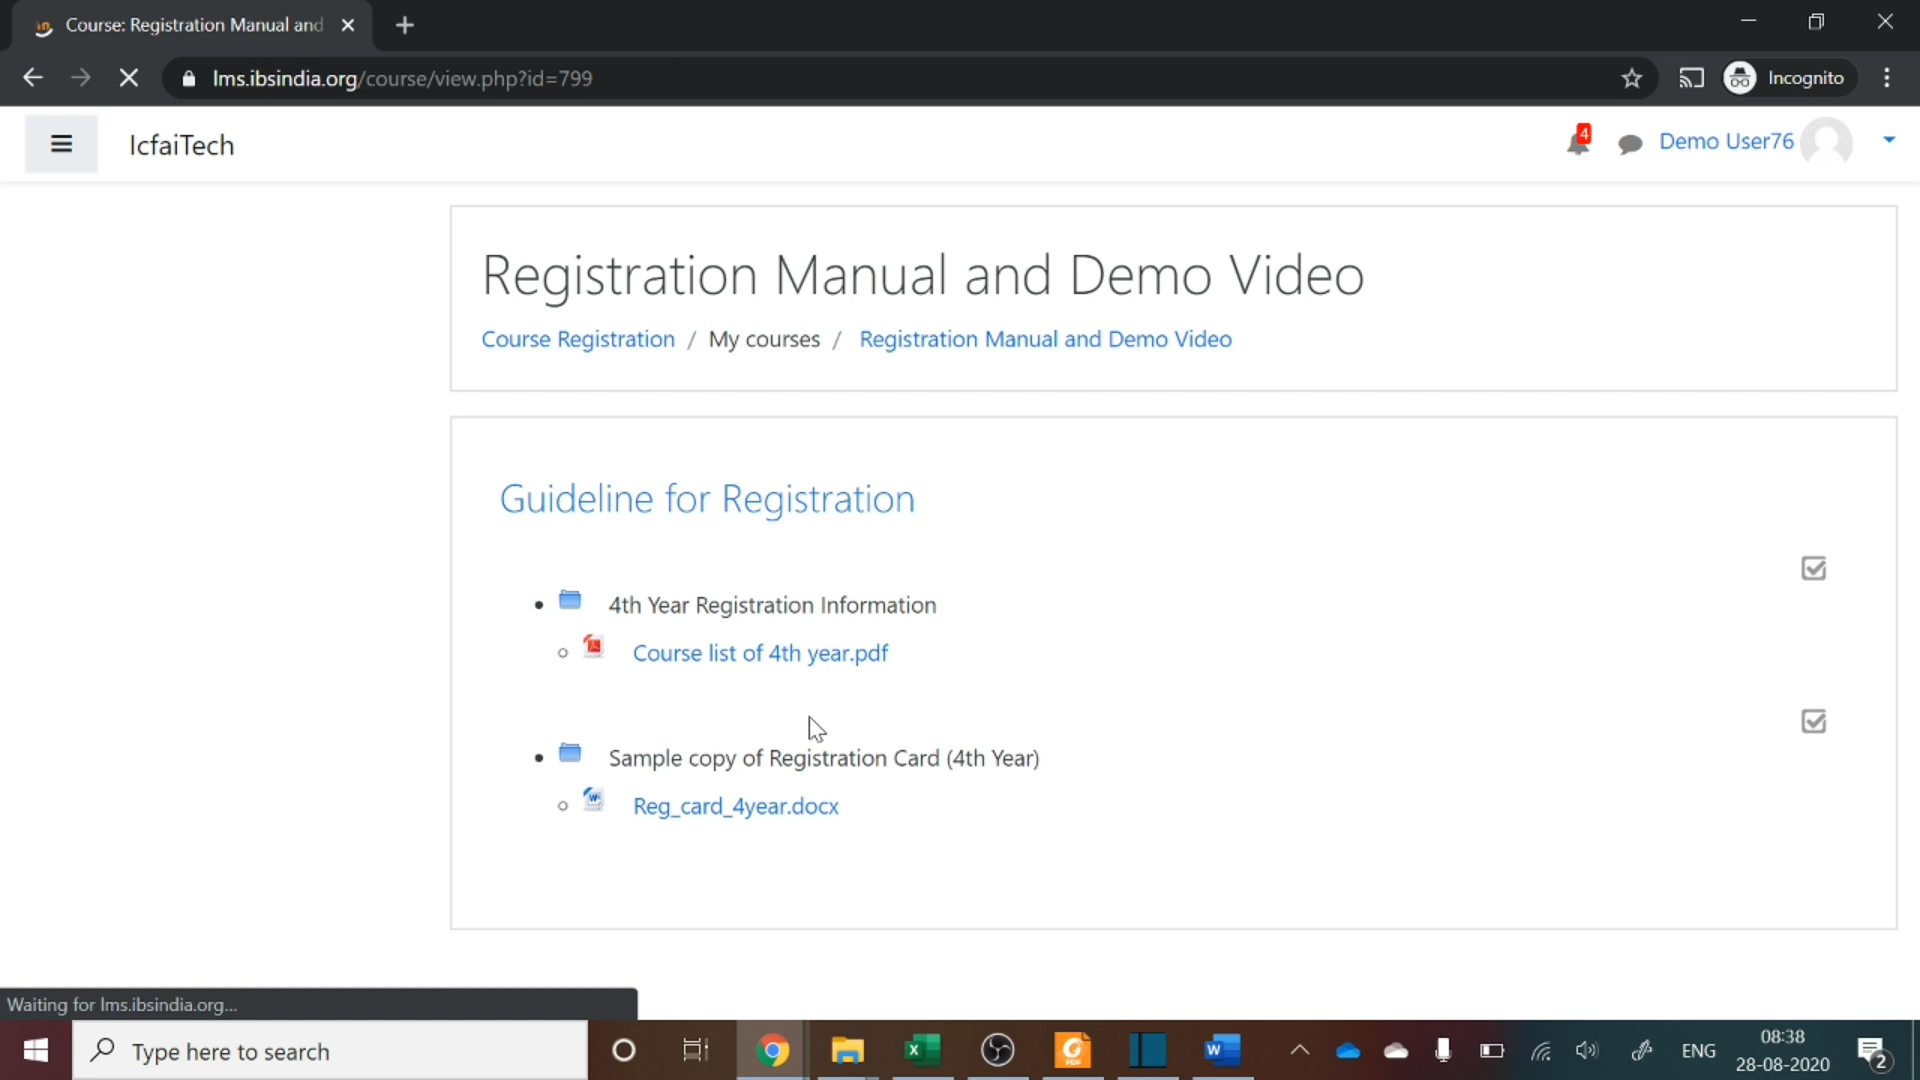 Course: Registration Manual and
lms.ibsindia.org/course/view.php?id=799
Incognito
IcfaiTech
4
Demo User76
Registration Manual and Demo Video
Course Registration / My courses / Registration Manual and Demo Video
Guideline for Registration
4th Year Registration Information
Course list of 4th year.pdf
Sample copy of Registration Card (4th Year)
Reg_card_4year.docx
Waiting for lms.ibsindia.org...
Type here to search
ENG
08:38
28-08-2020
2